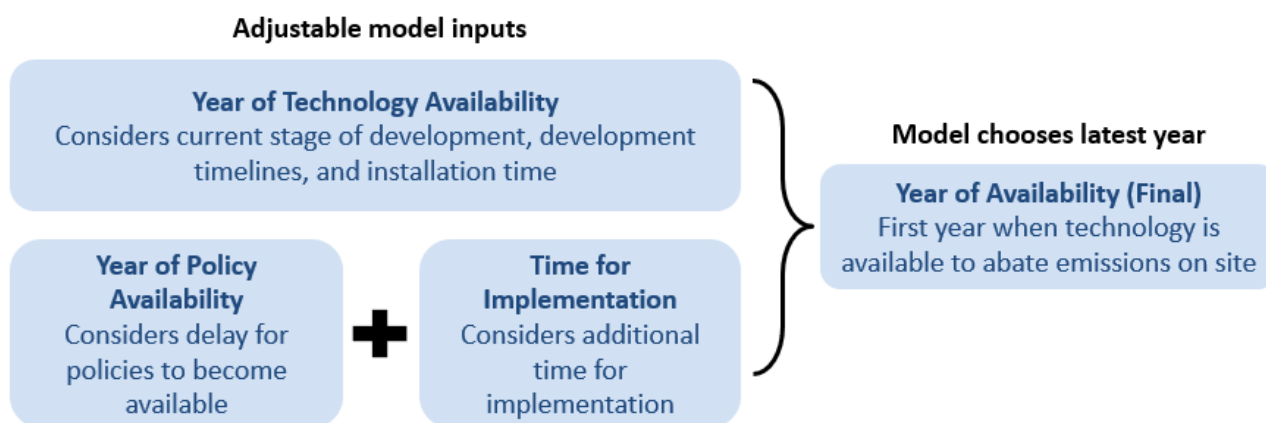 Adjustable model inputs
Year of Technology Availability
Considers current stage of development, development
timelines, and installation time
Model chooses latest year
Year of Availability (Final)
First year when technology is
available to abate emissions on site
Year of Policy
Availability
Considers delay for
policies to become
available
Time for
Implementation
Considers additional
time for
implementation